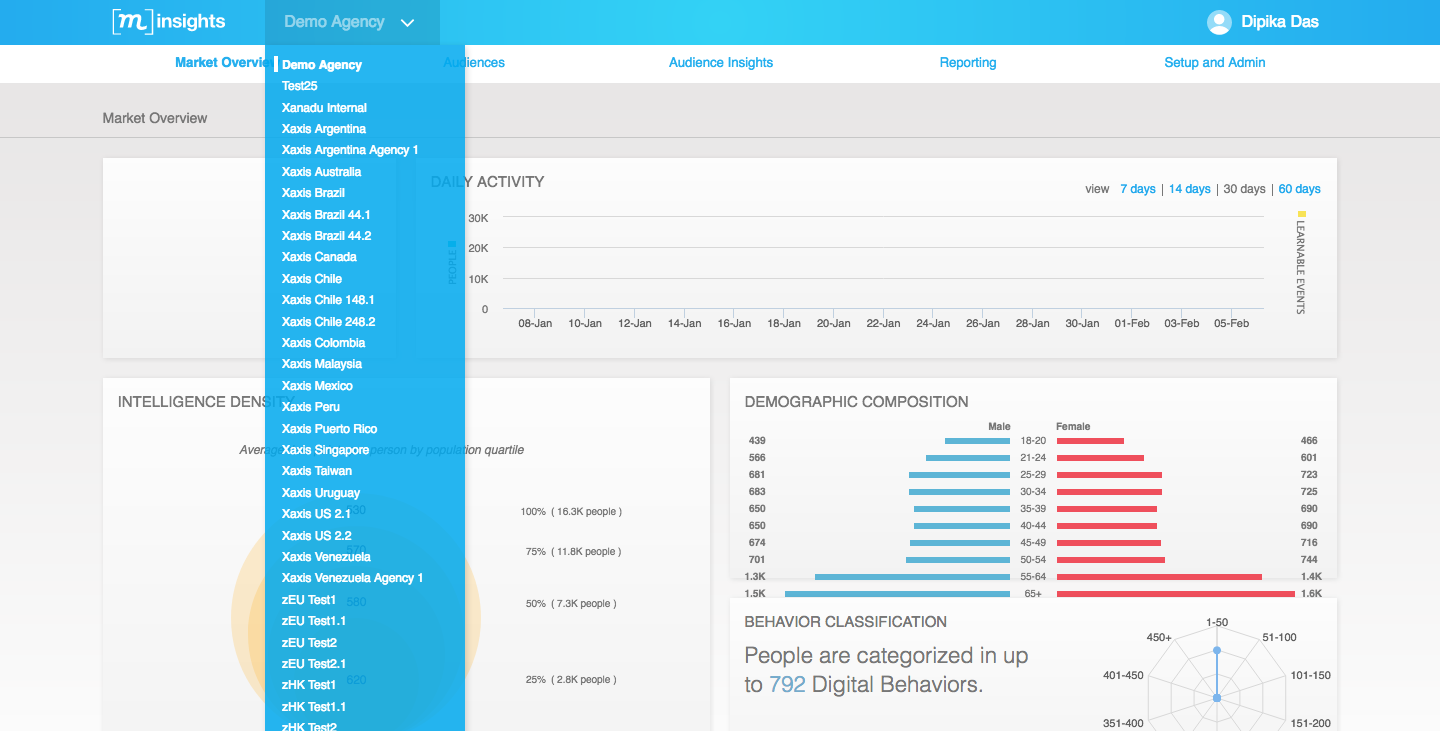 [m]insights
Demo Agency
Dipika Das
Market Overvie
Audiences
Audience Insights
Reporting
Setup and Admin
Demo Agency
Test25
Xanadu Internal
Xaxis Argentina
Xaxis Argentina Agency 1
Xaxis Australia
Xaxis Brazil
Xaxis Brazil 44.1
Xaxis Brazil 44.2
Xaxis Canada
Xaxis Chile
Xaxis Chile 148.1
Xaxis Chile 248.2
Xaxis Colombia
Xaxis Malaysia
Xaxis Mexico
Xaxis Peru
Xaxis Puerto Rico
Xaxis Singapore
Xaxis Taiwan
Xaxis Uruguay
Xaxis US 2.1
Xaxis US 2.2
Xaxis Venezuela
Xaxis Venezuela Agency 1
zEU Test1
zEU Test1.1
zEU Test2
zEU Test2.1
zHK Test1
zHK Test1.1
zHK Test2
Market Overview
DAILY ACTIVITY
view 7 days | 14 days | 30 days | 60 days
PEOPLE
30K
20K
10K
0
08-Jan 10-Jan 12-Jan 14-Jan 16-Jan 18-Jan 20-Jan 22-Jan 24-Jan 26-Jan 28-Jan 30-Jan 01-Feb 03-Feb 05-Feb
LEARNABLE EVENTS
INTELLIGENCE DENSITY
Average person by population quartile
530
570
580
620
100% ( 16.3K people )
75% ( 11.8K people )
50% ( 7.3K people )
25% ( 2.8K people )
DEMOGRAPHIC COMPOSITION
Male Female
439 18-20 466
566 21-24 601
681 25-29 723
683 30-34 725
650 35-39 690
650 40-44 690
674 45-49 716
701 50-54 744
1.3K 55-64 1.4K
1.5K 65+ 1.6K
BEHAVIOR CLASSIFICATION
People are categorized in up
to 792 Digital Behaviors.
1-50
51-100
101-150
151-200
351-400
401-450
450+